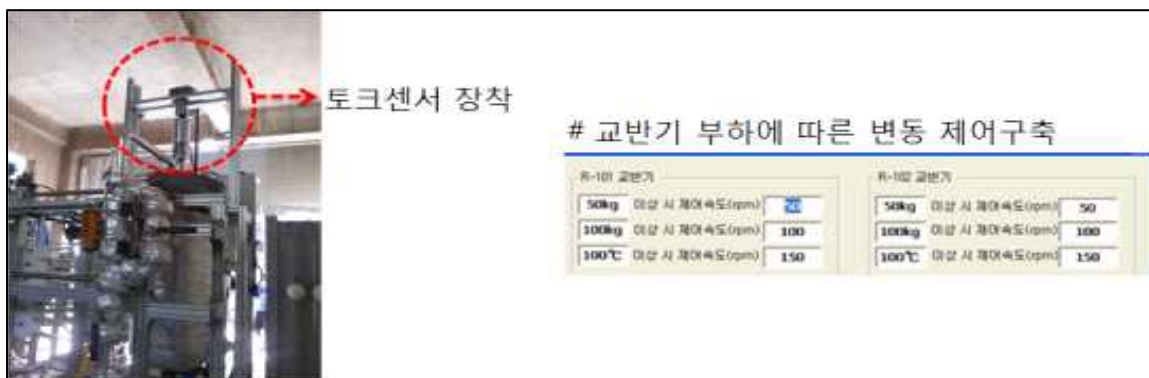 토크센서 장착
# 교반기 부하에 따른 변동 제어구축
R-101 교반기
50kg 이상 시 제어속도(rpm) 50
100kg 이상 시 제어속도(rpm) 100
100℃ 이상 시 제어속도(rpm) 150
R-102 교반기
50kg 이상 시 제어속도(rpm) 50
100kg 이상 시 제어속도(rpm) 100
100℃ 이상 시 제어속도(rpm) 150